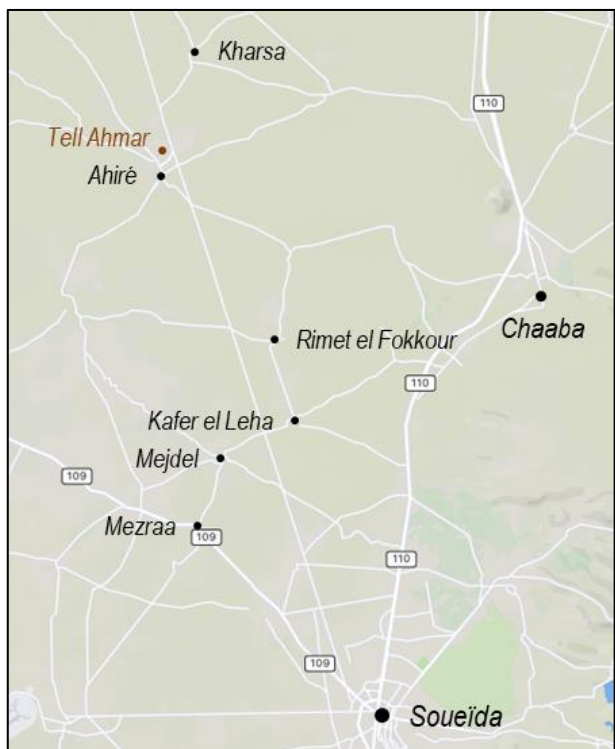 Kharsa
110
Tell Ahmar
Ahiré
Chaaba
Rimet el Fokkour
110
Kafer el Leha
Mejdel
109
Mezraa
109
110
109
Soueïda